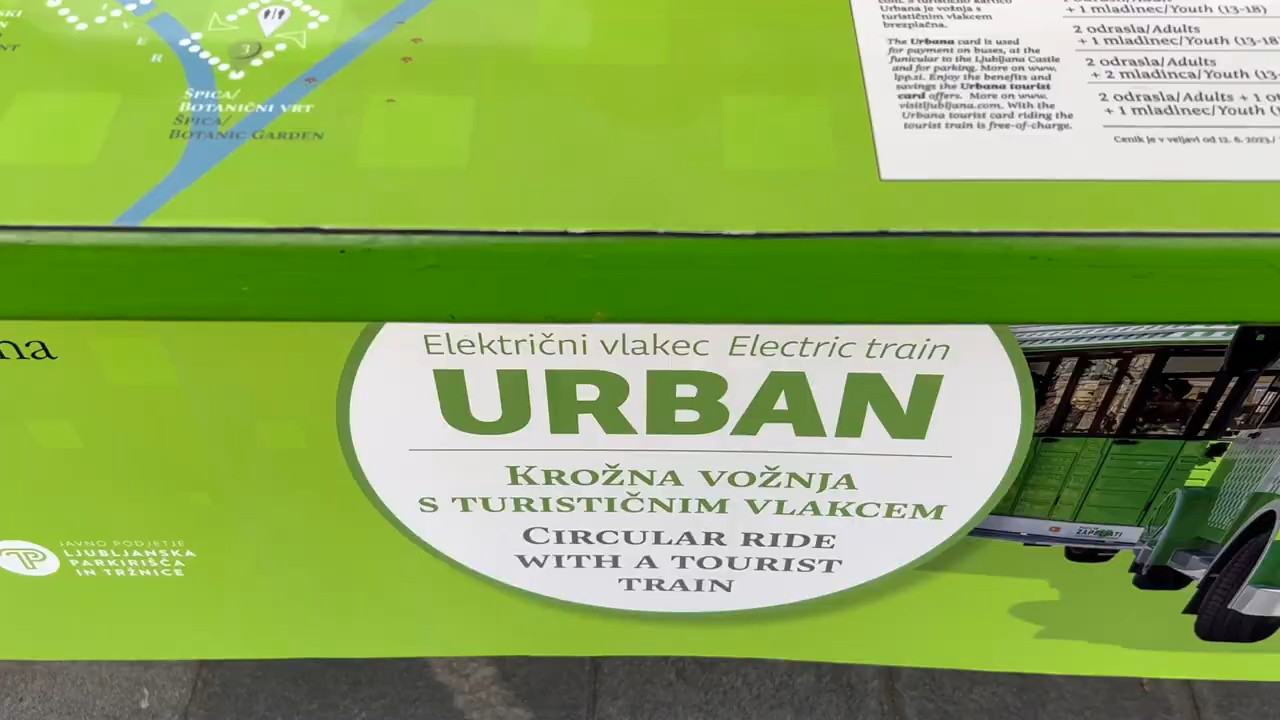 3
ŠPICA/
BOTANIČNI VRT
ŠPICA/
BOTANIC GARDEN
Urbana je vožnja s
turističnim vlakcem
brezplačna.
The Urbana card is used
for payment on buses, at the
funicular to the Ljubljana Castle
and for parking. More on www.
lpp.si. Enjoy the benefits and
savings the Urbana tourist
card offers. More on www.
visitljubljana.com. With the
Urbana tourist card riding the
tourist train is free-of-charge.
+ 1 mladinec/Youth (13-18)
2 odrasla/Adults
+ 1 mladinec/Youth (13-18
2 odrasla/Adults
+ 2 mladinca/Youth (13
2 odrasla/Adults + 1
+ 1 mladinec/Youth (
Cenik je v veljavi od 12. 6. 2023/
na
Električni vlakec Electric train
URBAN
KROŽNA VOŽNJA
S TURISTIČNIM VLAKCEM
CIRCULAR RIDE
WITH A TOURIST
TRAIN
JAVNO PODJETJE
LJUBLJANSKA
PARKIRIŠČA
IN TRŽNICE